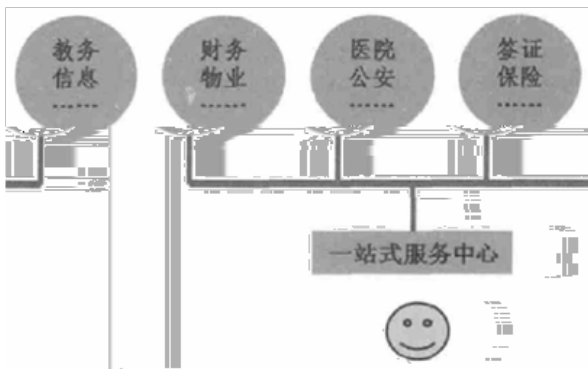 教务
信息
……
财务
物业
……
医院
公安
……
签证
保险
……
一站式服务中心